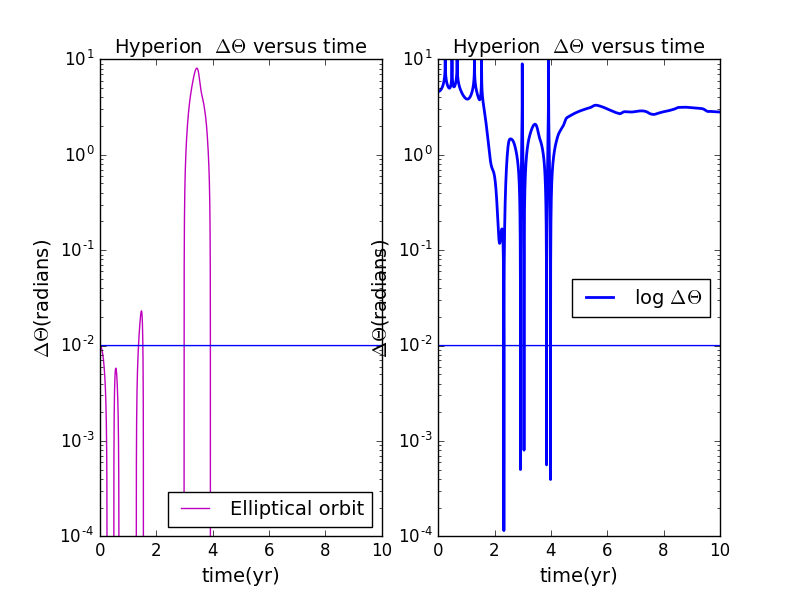 Hyperion ΔΘ versus time
ΔΘ(radians)
10^1
10^0
10^-1
10^-2
10^-3
10^-4
Elliptical orbit
0 2 4 6 8 10
time(yr)
Hyperion ΔΘ versus time
ΔΘ(radians)
10^1
10^0
10^-1
10^-2
10^-3
10^-4
log ΔΘ
0 2 4 6 8 10
time(yr)